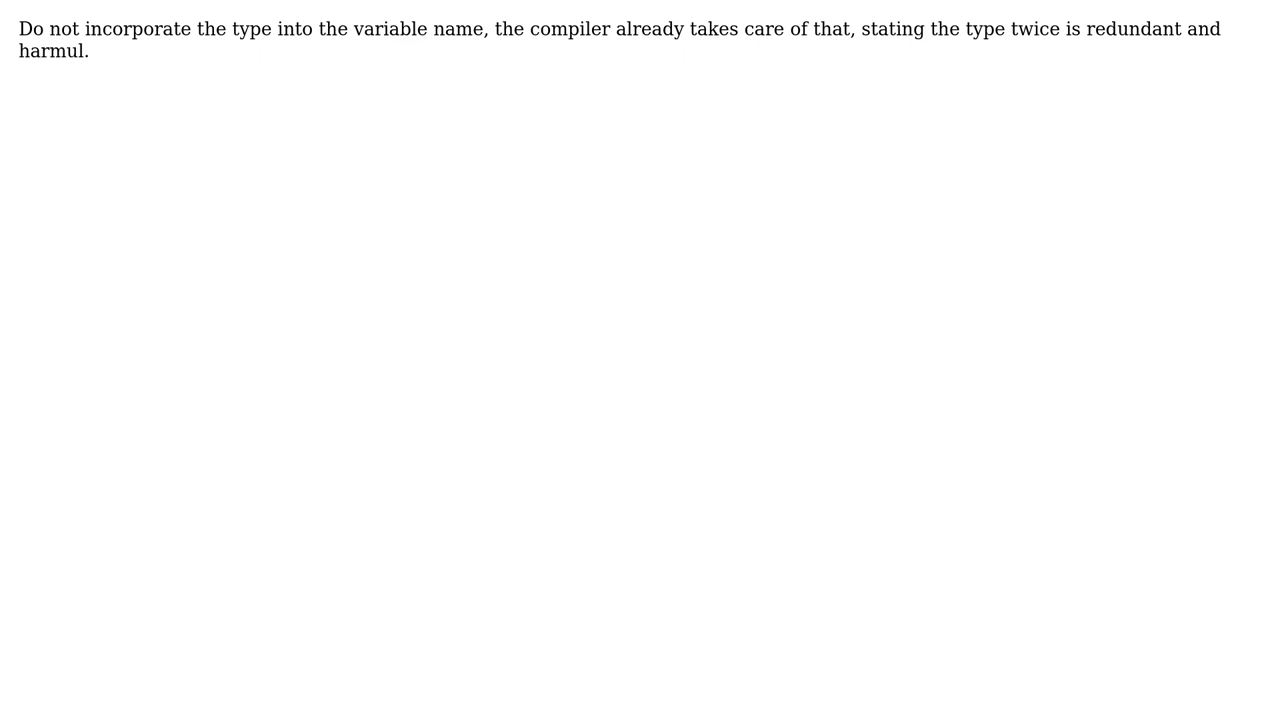 Do not incorporate the type into the variable name, the compiler already takes care of that, stating the type twice is redundant and
harmul.